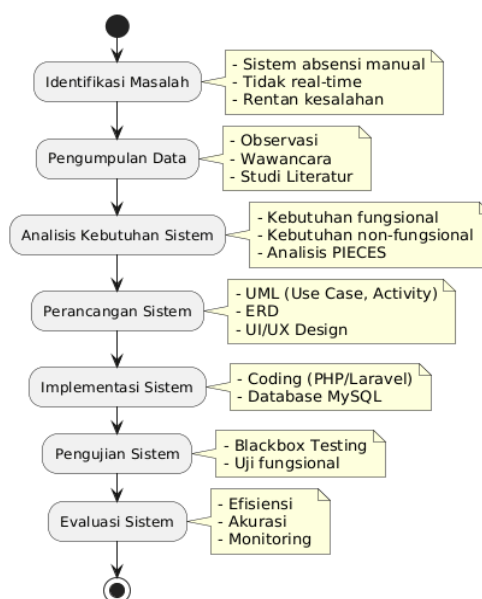 Identifikasi Masalah
- Sistem absensi manual
- Tidak real-time
- Rentan kesalahan
Pengumpulan Data
- Observasi
- Wawancara
- Studi Literatur
Analisis Kebutuhan Sistem
- Kebutuhan fungsional
- Kebutuhan non-fungsional
- Analisis PIECES
Perancangan Sistem
- UML (Use Case, Activity)
- ERD
- UI/UX Design
Implementasi Sistem
- Coding (PHP/Laravel)
- Database MySQL
Pengujian Sistem
- Blackbox Testing
- Uji fungsional
Evaluasi Sistem
- Efisiensi
- Akurasi
- Monitoring